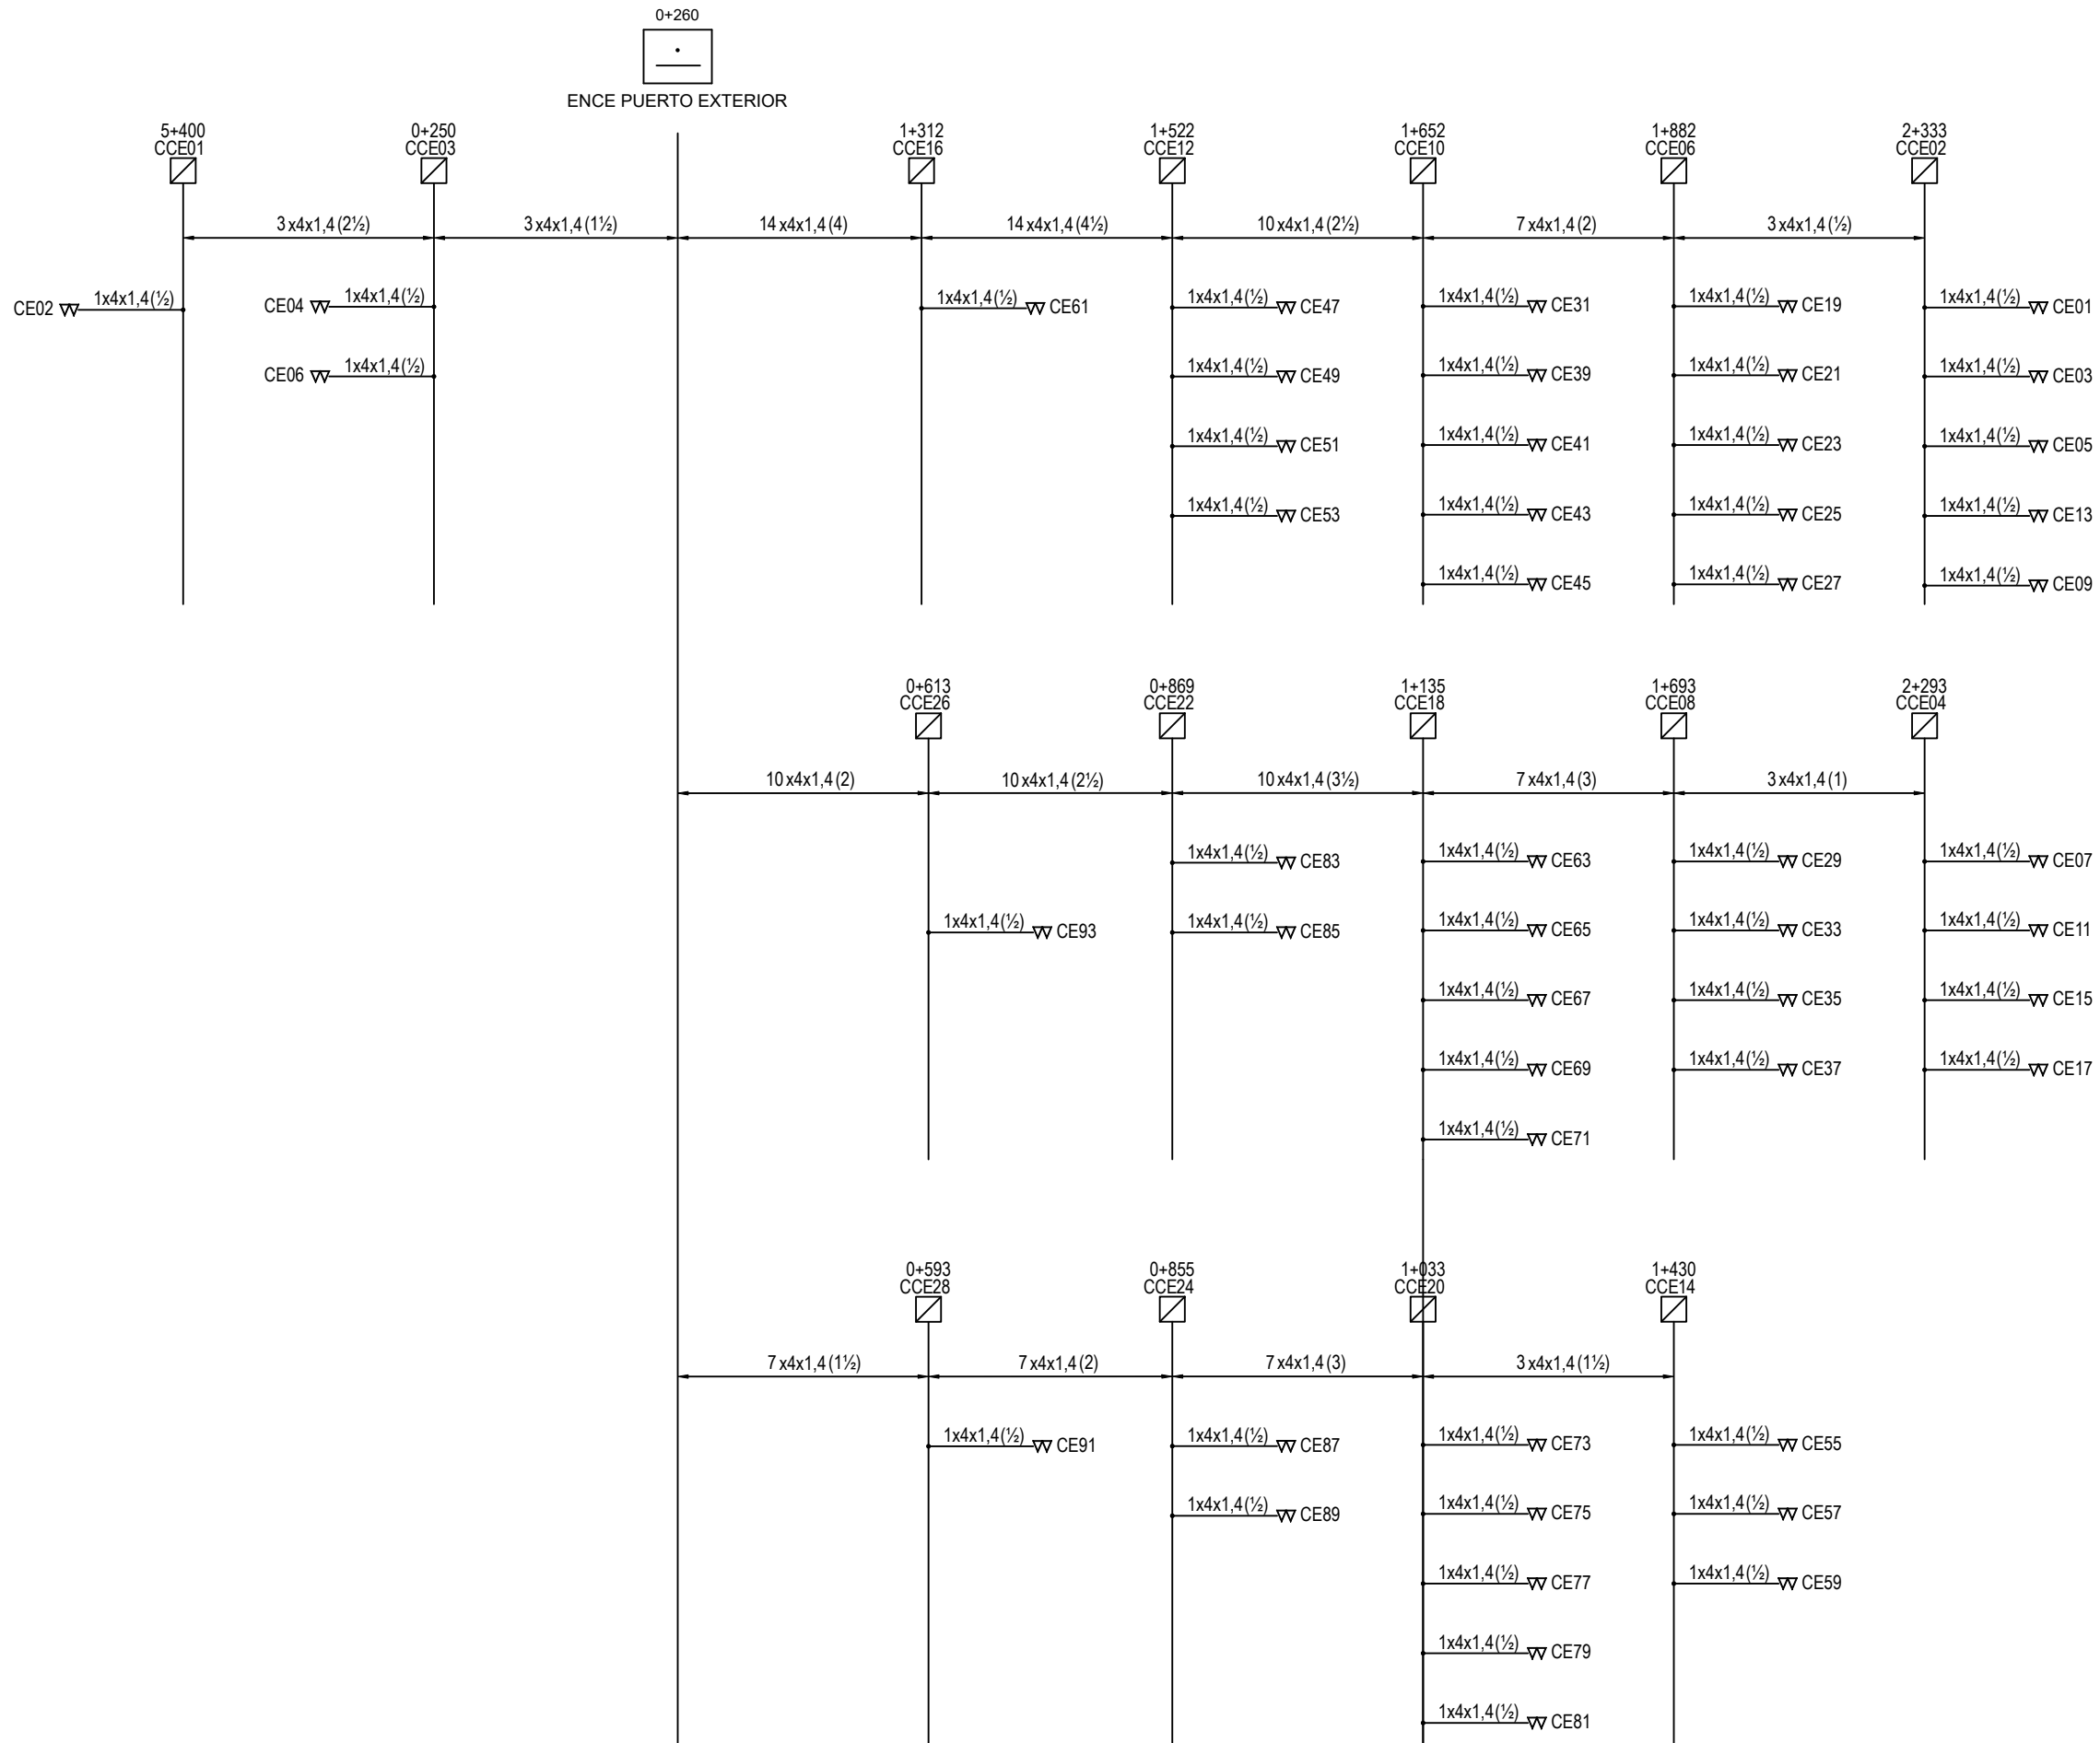 0+260
ENCE PUERTO EXTERIOR
5+400 0+250 1+312 1+522 1+652 1+882 2+333
CCE01 CCE03 CCE16 CCE12 CCE10 CCE06 CCE02
3x4x1,4(2½) 3x4x1,4(1½) 14x4x1,4(4) 14x4x1,4(4½) 10x4x1,4(2½) 7x4x1,4(2) 3x4x1,4(½)
CE02 1x4x1,4(½) CE04 1x4x1,4(½) 1x4x1,4(½) CE61 1x4x1,4(½) CE47 1x4x1,4(½) CE31 1x4x1,4(½) CE19 1x4x1,4(½) CE01
CE06 1x4x1,4(½) 1x4x1,4(½) CE49 1x4x1,4(½) CE39 1x4x1,4(½) CE21 1x4x1,4(½) CE03
1x4x1,4(½) CE51 1x4x1,4(½) CE41 1x4x1,4(½) CE23 1x4x1,4(½) CE05
1x4x1,4(½) CE53 1x4x1,4(½) CE43 1x4x1,4(½) CE25 1x4x1,4(½) CE13
1x4x1,4(½) CE45 1x4x1,4(½) CE27 1x4x1,4(½) CE09
0+613 0+869 1+135 1+693 2+293
CCE26 CCE22 CCE18 CCE08 CCE04
10x4x1,4(2) 10x4x1,4(2½) 10x4x1,4(3½) 7x4x1,4(3) 3x4x1,4(1)
1x4x1,4(½) CE83 1x4x1,4(½) CE63 1x4x1,4(½) CE29 1x4x1,4(½) CE07
1x4x1,4(½) CE93 1x4x1,4(½) CE85 1x4x1,4(½) CE65 1x4x1,4(½) CE33 1x4x1,4(½) CE11
1x4x1,4(½) CE67 1x4x1,4(½) CE35 1x4x1,4(½) CE15
1x4x1,4(½) CE69 1x4x1,4(½) CE37 1x4x1,4(½) CE17
1x4x1,4(½) CE71
0+593 0+855 1+033 1+430
CCE28 CCE24 CCE20 CCE14
7x4x1,4(1½) 7x4x1,4(2) 7x4x1,4(3) 3x4x1,4(1½)
1x4x1,4(½) CE91 1x4x1,4(½) CE87 1x4x1,4(½) CE73 1x4x1,4(½) CE55
1x4x1,4(½) CE89 1x4x1,4(½) CE75 1x4x1,4(½) CE57
1x4x1,4(½) CE77 1x4x1,4(½) CE59
1x4x1,4(½) CE79
1x4x1,4(½) CE81